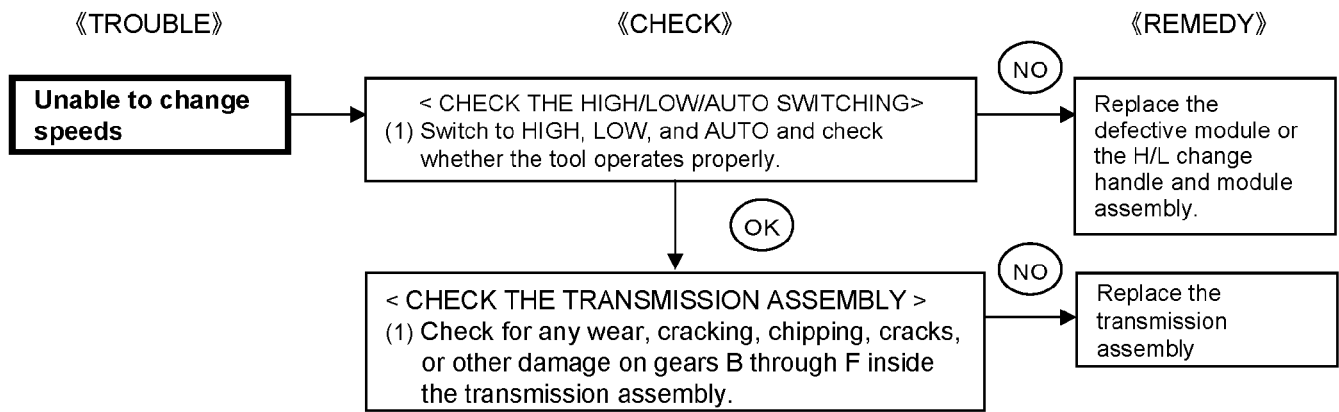 《TROUBLE》
《CHECK》
《REMEDY》
Unable to change
speeds
< CHECK THE HIGH/LOW/AUTO SWITCHING>
(1) Switch to HIGH, LOW, and AUTO and check
whether the tool operates properly.
NO
Replace the
defective module or
the H/L change
handle and module
assembly.
OK
< CHECK THE TRANSMISSION ASSEMBLY >
(1) Check for any wear, cracking, chipping, cracks,
or other damage on gears B through F inside
the transmission assembly.
NO
Replace the
transmission
assembly